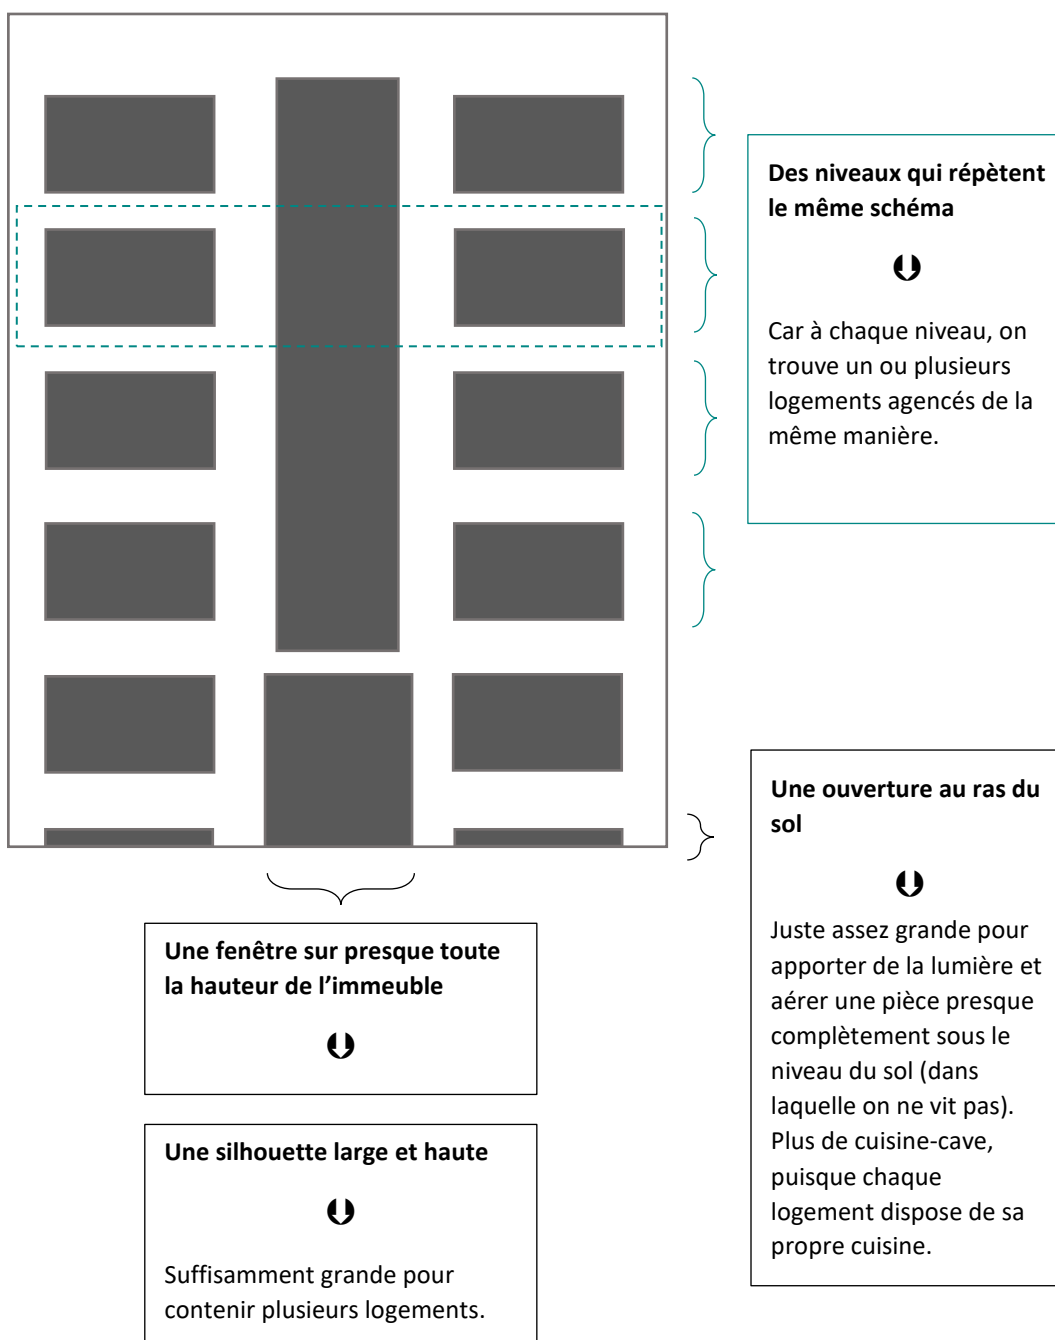 Des niveaux qui répètent
le même schéma
Car à chaque niveau, on
trouve un ou plusieurs
logements agencés de la
même manière.
Une ouverture au ras du
sol
Juste assez grande pour
apporter de la lumière et
aérer une pièce presque
complètement sous le
niveau du sol (dans
laquelle on ne vit pas).
Plus de cuisine-cave,
puisque chaque
logement dispose de sa
propre cuisine.
Une fenêtre sur presque toute
la hauteur de l’immeuble
Une silhouette large et haute
Suffisamment grande pour
contenir plusieurs logements.